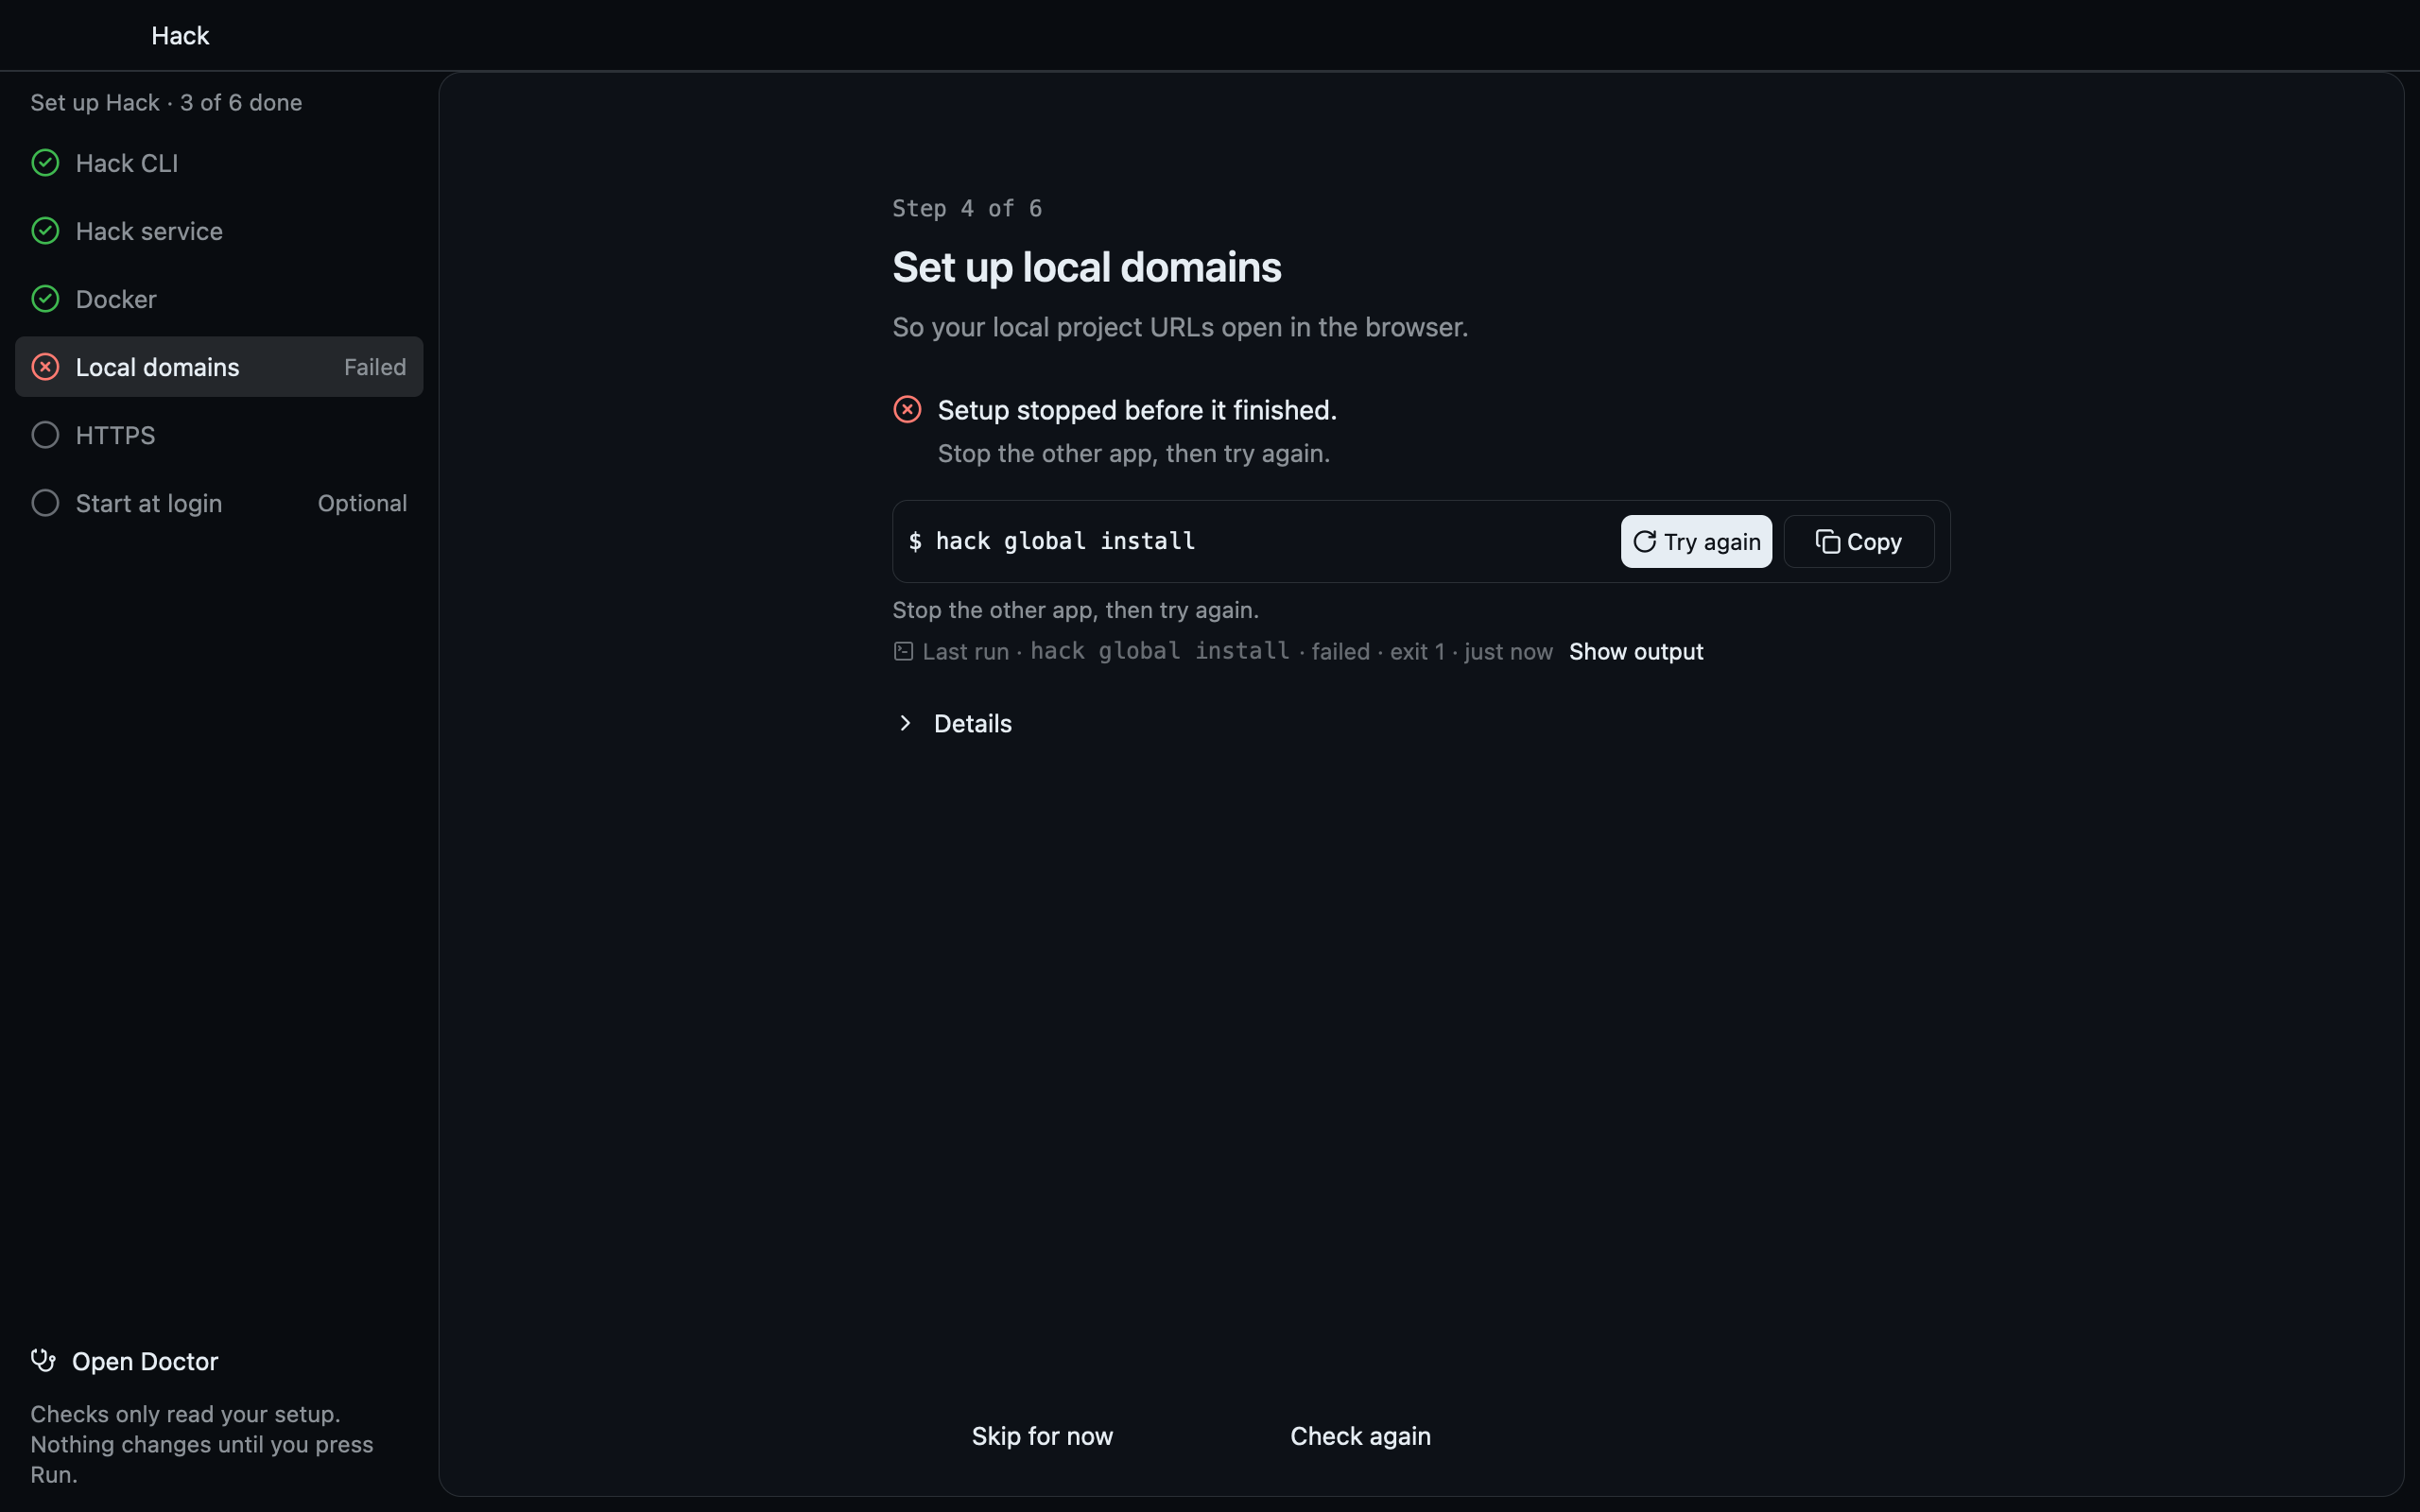 Hack
Set up Hack · 3 of 6 done
Hack CLI
Hack service
Docker
Local domains Failed
HTTPS
Start at login Optional
Open Doctor
Checks only read your setup.
Nothing changes until you press
Run.
Step 4 of 6
Set up local domains
So your local project URLs open in the browser.
Setup stopped before it finished.
Stop the other app, then try again.
$ hack global install Try again Copy
Stop the other app, then try again.
Last run · hack global install · failed · exit 1 · just now Show output
Details
Skip for now Check again